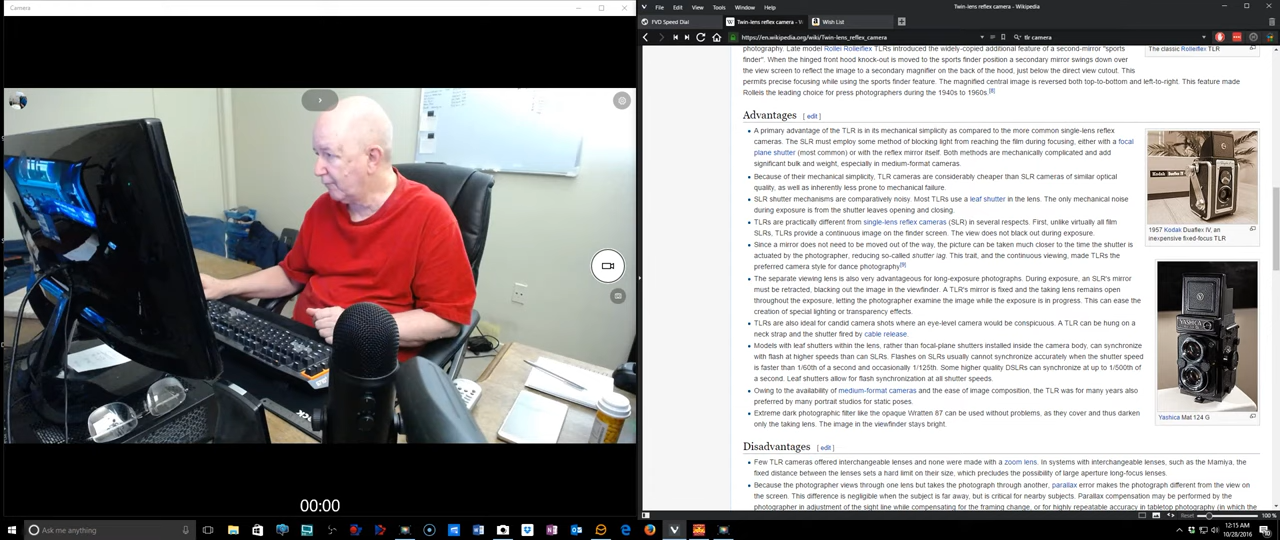 Camera
00:00
File Edit View Tools Window Help
Twin-lens reflex camera - Wikipedia
FVD Speed Dial
Twin-lens reflex camera - W
Wish List
https://en.wikipedia.org/wiki/Twin-lens_reflex_camera
tlr camera
photography. Late model Rollei Rolleiflex TLRs introduced the widely-copied additional feature of a second-mirror "sports
finder". When the hinged front hood knock-out is moved to the sports finder position a secondary mirror swings down over
the view screen to reflect the image to a secondary magnifier on the back of the hood, just below the direct view cutout. This
permits precise focusing while using the sports finder feature. The magnified central image is reversed both top-to-bottom and left-to-right. This feature made
Rolleis the leading choice for press photographers during the 1940s to 1960s.[8]
The classic Rolleiflex TLR
Advantages [ edit ]
A primary advantage of the TLR is in its mechanical simplicity as compared to the more common single-lens reflex
cameras. The SLR must employ some method of blocking light from reaching the film during focusing, either with a focal
plane shutter (most common) or with the reflex mirror itself. Both methods are mechanically complicated and add
significant bulk and weight, especially in medium-format cameras.
Because of their mechanical simplicity, TLR cameras are considerably cheaper than SLR cameras of similar optical
quality, as well as inherently less prone to mechanical failure.
SLR shutter mechanisms are comparatively noisy. Most TLRs use a leaf shutter in the lens. The only mechanical noise
during exposure is from the shutter leaves opening and closing.
TLRs are practically different from single-lens reflex cameras (SLR) in several respects. First, unlike virtually all film
SLRs, TLRs provide a continuous image on the finder screen. The view does not black out during exposure.
Since a mirror does not need to be moved out of the way, the picture can be taken much closer to the time the shutter is
actuated by the photographer, reducing so-called shutter lag. This trait, and the continuous viewing, made TLRs the
preferred camera style for dance photography[9]
The separate viewing lens is also very advantageous for long-exposure photographs. During exposure, an SLR's mirror
must be retracted, blacking out the image in the viewfinder. A TLR's mirror is fixed and the taking lens remains open
throughout the exposure, letting the photographer examine the image while the exposure is in progress. This can ease the
creation of special lighting or transparency effects.
TLRs are also ideal for candid camera shots where an eye-level camera would be conspicuous. A TLR can be hung on a
neck strap and the shutter fired by cable release.
Models with leaf shutters within the lens, rather than focal-plane shutters installed inside the camera body, can synchronize
with flash at higher speeds than can SLRs. Flashes on SLRs usually cannot synchronize accurately when the shutter speed
is faster than 1/60th of a second and occasionally 1/125th. Some higher quality DSLRs can synchronize at up to 1/500th of
a second. Leaf shutters allow for flash synchronization at all shutter speeds.
Owing to the availability of medium-format cameras and the ease of image composition, the TLR was for many years also
preferred by many portrait studios for static poses.
Extreme dark photographic filter like the opaque Wratten 87 can be used without problems, as they cover and thus darken
only the taking lens. The image in the viewfinder stays bright.
1957 Kodak Duaflex IV, an
inexpensive fixed-focus TLR
YASHICA
Yashica Mat 124 G
Disadvantages [ edit ]
Few TLR cameras offered interchangeable lenses and none were made with a zoom lens. In systems with interchangeable lenses, such as the Mamiya, the
fixed distance between the lenses sets a hard limit on their size, which precludes the possibility of large aperture long-focus lenses.
Because the photographer views through one lens but takes the photograph through another, parallax error makes the photograph different from the view on
the screen. This difference is negligible when the subject is far away, but is critical for nearby subjects. Parallax compensation may be performed by the
photographer in adjustment of the sight line while compensating for the framing change, or for highly repeatable accuracy in tabletop photography (in which the
Reset
100 %
Ask me anything
12:15 AM
10/28/2016